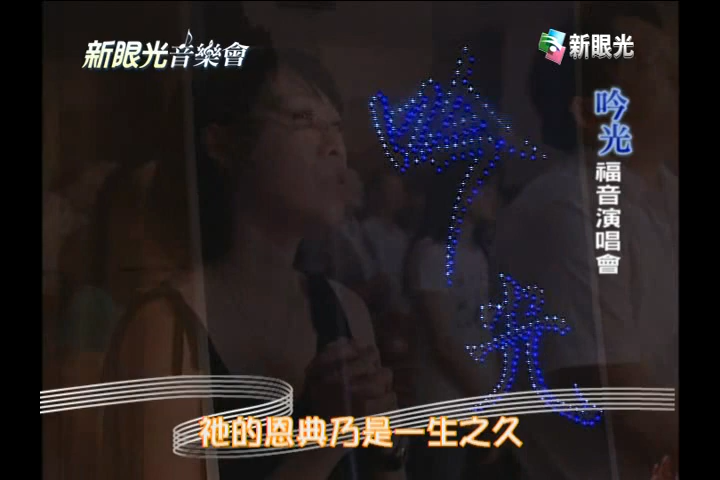 新眼光音樂會
新眼光
吟光
福音演唱會
吟光
祂的恩典乃是一生之久